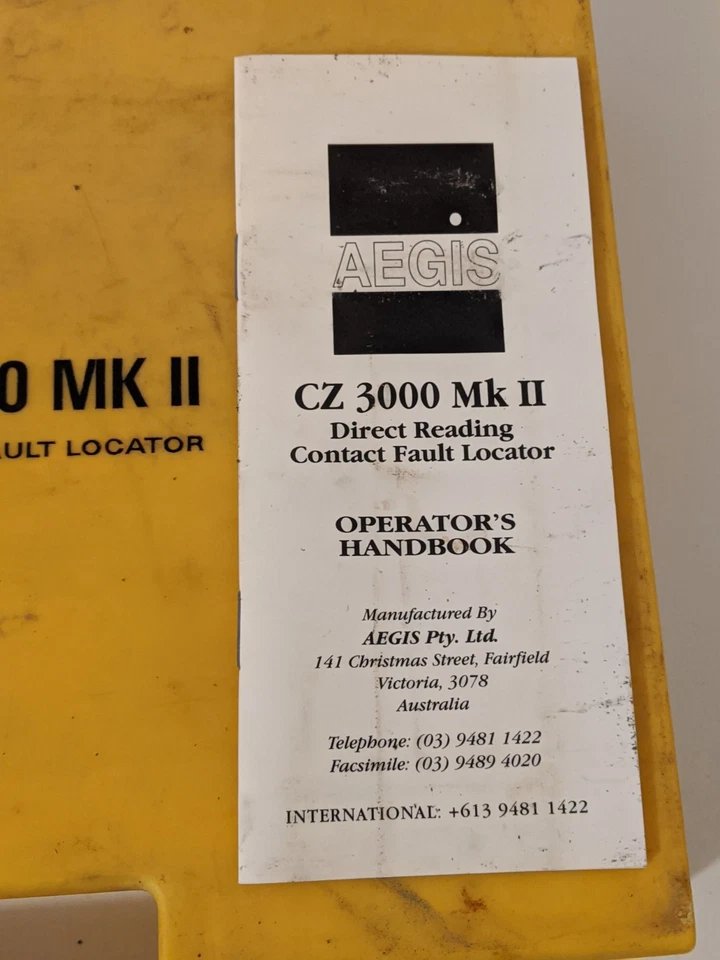 0 MK II
AULT LOCATOR
AEGIS
CZ 3000 Mk II
Direct Reading
Contact Fault Locator
OPERATOR'S
HANDBOOK
Manufactured By
AEGIS Pty. Ltd.
141 Christmas Street, Fairfield
Victoria, 3078
Australia
Telephone: (03) 9481 1422
Facsimile: (03) 9489 4020
INTERNATIONAL: +613 9481 1422